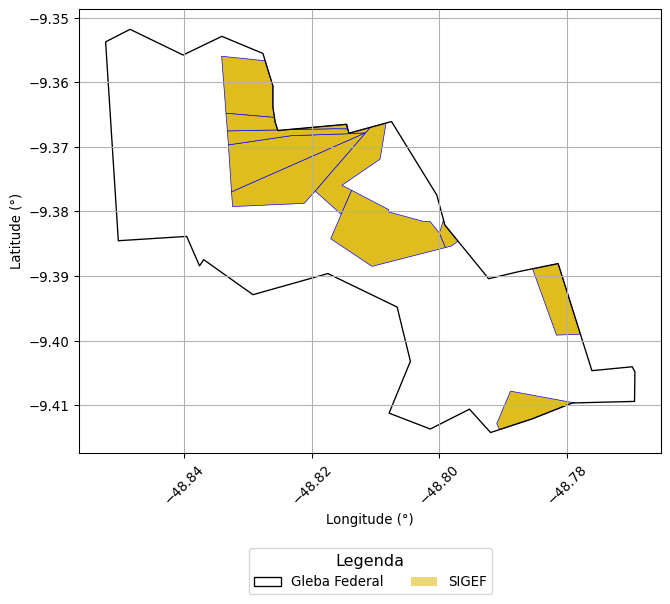 −9.35
−9.36
−9.37
−9.38
−9.39
−9.40
−9.41
Latitude (°)
−48.84
−48.82
−48.80
−48.78
Longitude (°)
Legenda
Gleba Federal
SIGEF